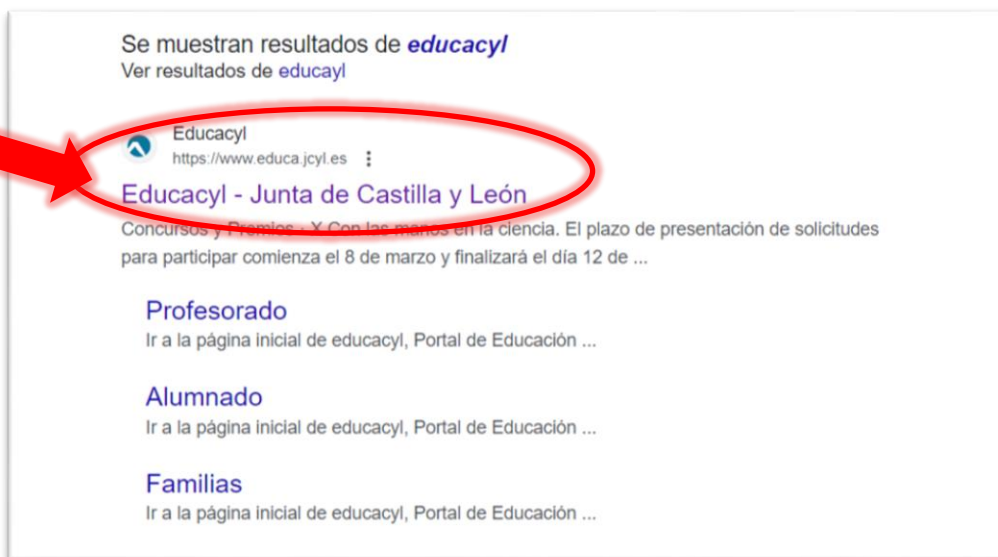 Se muestran resultados de educacyl
Ver resultados de educayl
Educacyl
https://www.educa.jcyl.es
Educacyl - Junta de Castilla y León
Concursos y Premios · X Con las manos en la ciencia. El plazo de presentación de solicitudes
para participar comienza el 8 de marzo y finalizará el día 12 de ...
Profesorado
Ir a la página inicial de educacyl, Portal de Educación ...
Alumnado
Ir a la página inicial de educacyl, Portal de Educación ...
Familias
Ir a la página inicial de educacyl, Portal de Educación ...